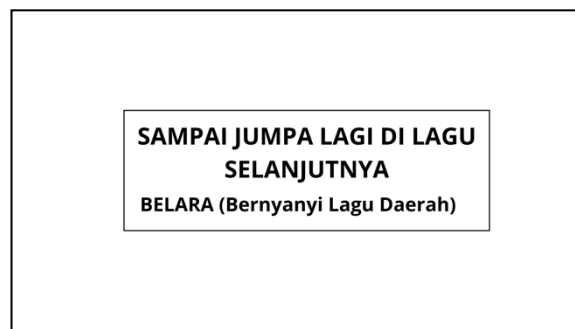 SAMPAI JUMPA LAGI DI LAGU
SELANJUTNYA
BELARA (Bernyanyi Lagu Daerah)